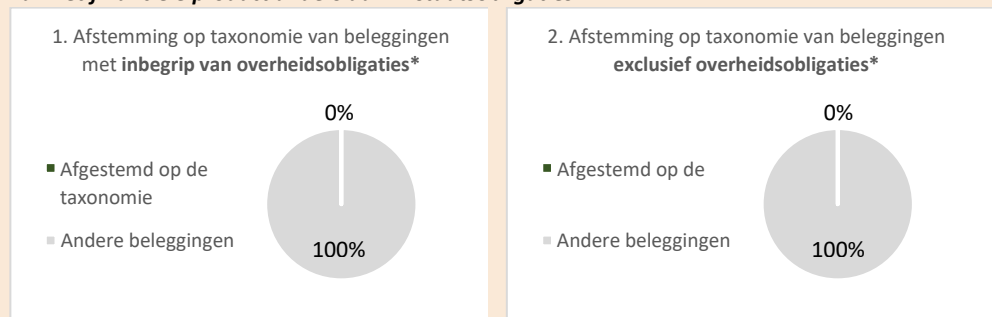 1. Afstemming op taxonomie van beleggingen
met inbegrip van overheidsobligaties*
0%
Afgestemd op de
taxonomie
Andere beleggingen
100%
2. Afstemming op taxonomie van beleggingen
exclusief overheidsobligaties*
0%
Afgestemd op de
Andere beleggingen
100%